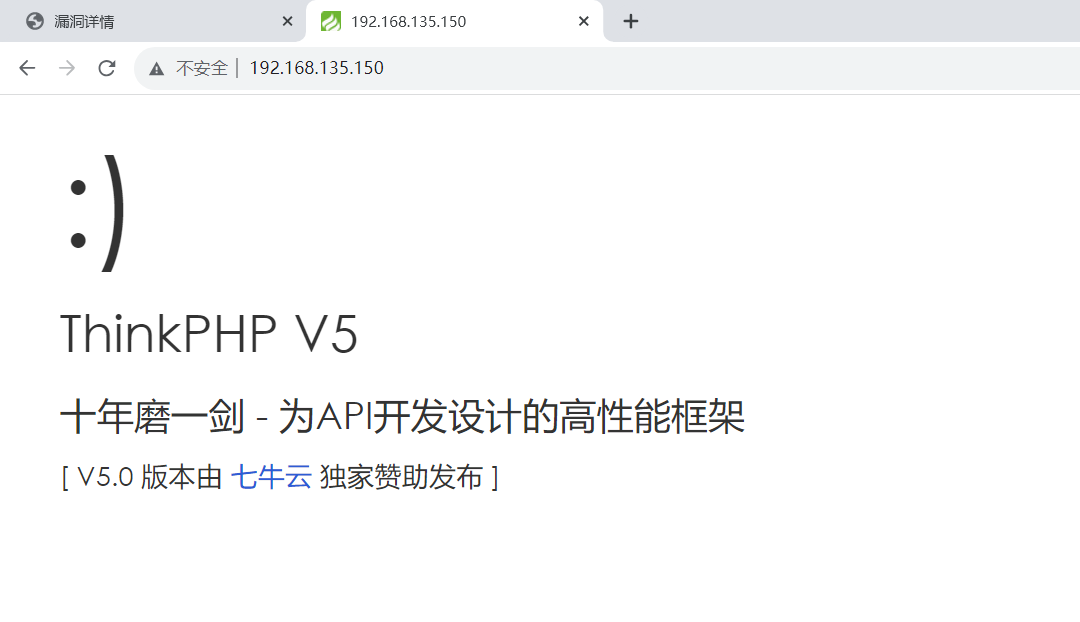 漏洞详情
192.168.135.150
不安全 | 192.168.135.150
:)
ThinkPHP V5
十年磨一剑 - 为API开发设计的高性能框架
[ V5.0 版本由 七牛云 独家赞助发布 ]